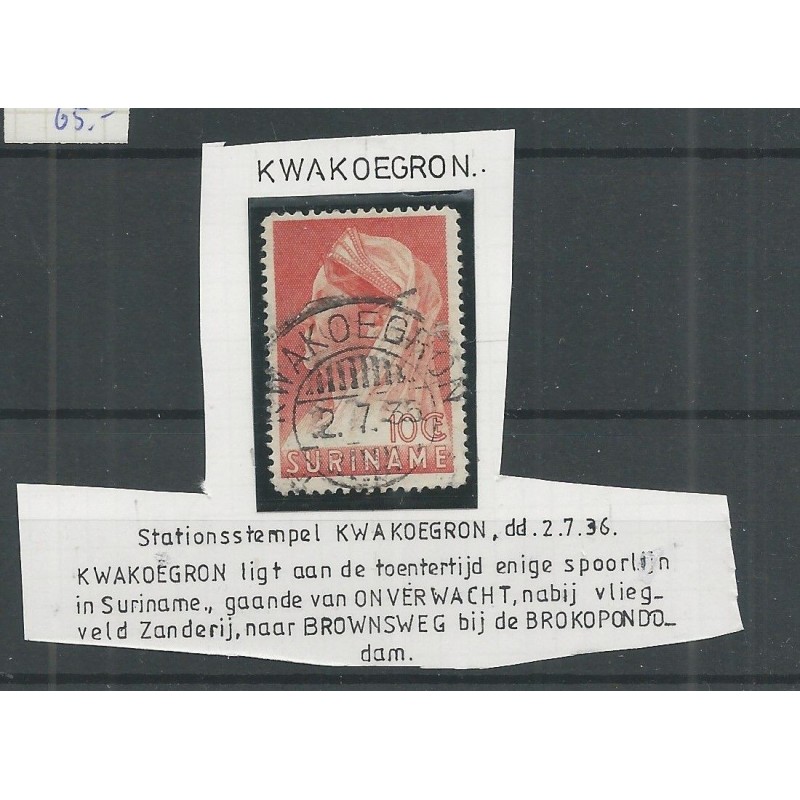 65.-
KWAKOEGRON..
KWAKOEGRON
2.7.36
10 C
SURINAME
Stationsstempel KWAKOEGRON, dd. 2.7.36.
KWAKOEGRON ligt aan de toentertijd enige spoorlijn
in Suriname., gaande van ONVERWACHT, nabij vlieg-
veld Zanderij, naar BROWNSWEG bij de BROKOPONDO-
dam.